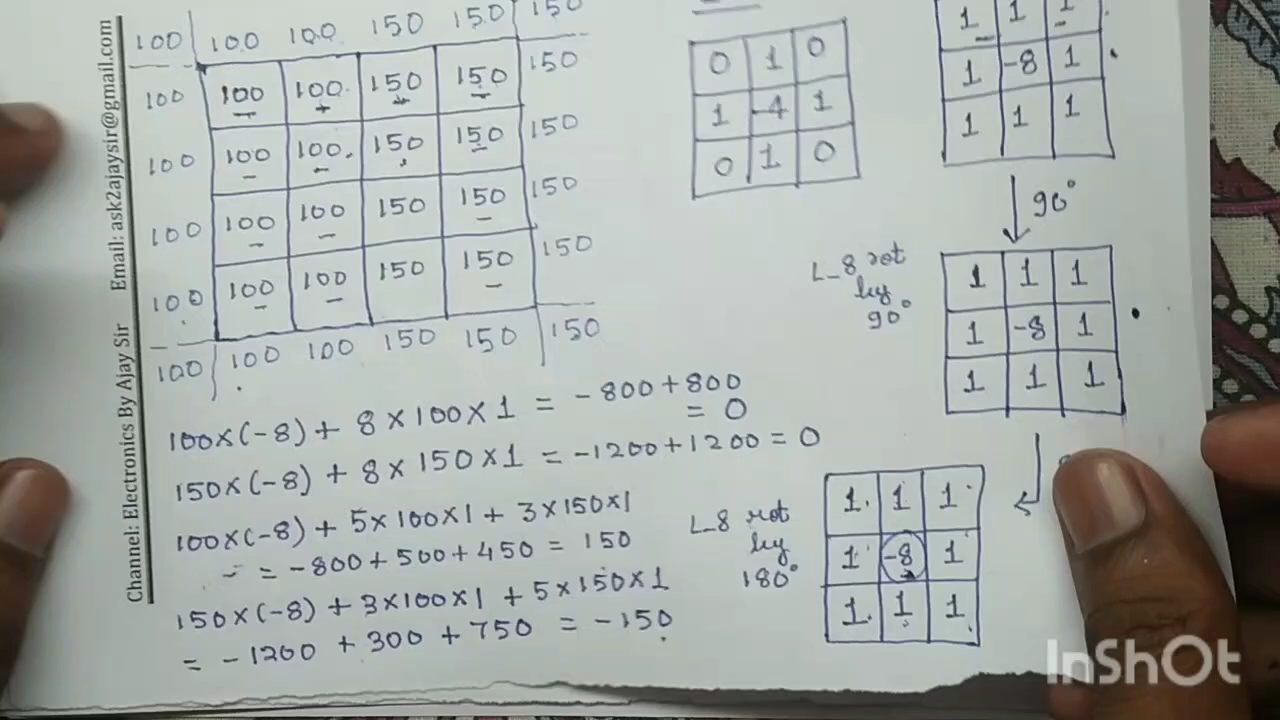 Channel: Electronics By Ajay Sir Email: ask2ajaysir@gmail.com
100 100 100 150 150 150
100 100 100 150 150 150
100 100 100 150 150 150
100 100 100 150 150 150
100 100 100 150 150 150
100 100 100 150 150 150
0 1 0
1 -4 1
0 1 0
1 1 1
1 -8 1
1 1 1
90°
L-8 rot
by
90°
1 1 1
1 -8 1
1 1 1
100×(-8) + 8×100×1 = -800+800
= 0
150×(-8) + 8×150×1 = -1200+1200 = 0
100×(-8) + 5×100×1 + 3×150×1
= -800+500+450 = 150
150×(-8) + 3×100×1 + 5×150×1
= -1200 + 300 + 750 = -150
L-8 rot
by
180°
1 1 1
1 -8 1
1 1 1
InShOt